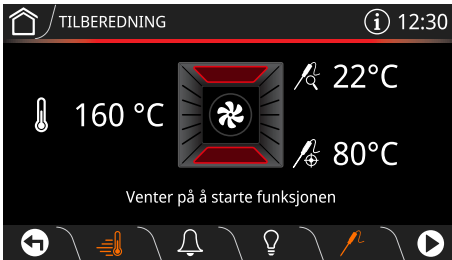 TILBEREDNING
12:30
160 °C
22°C
80°C
Venter på å starte funksjonen